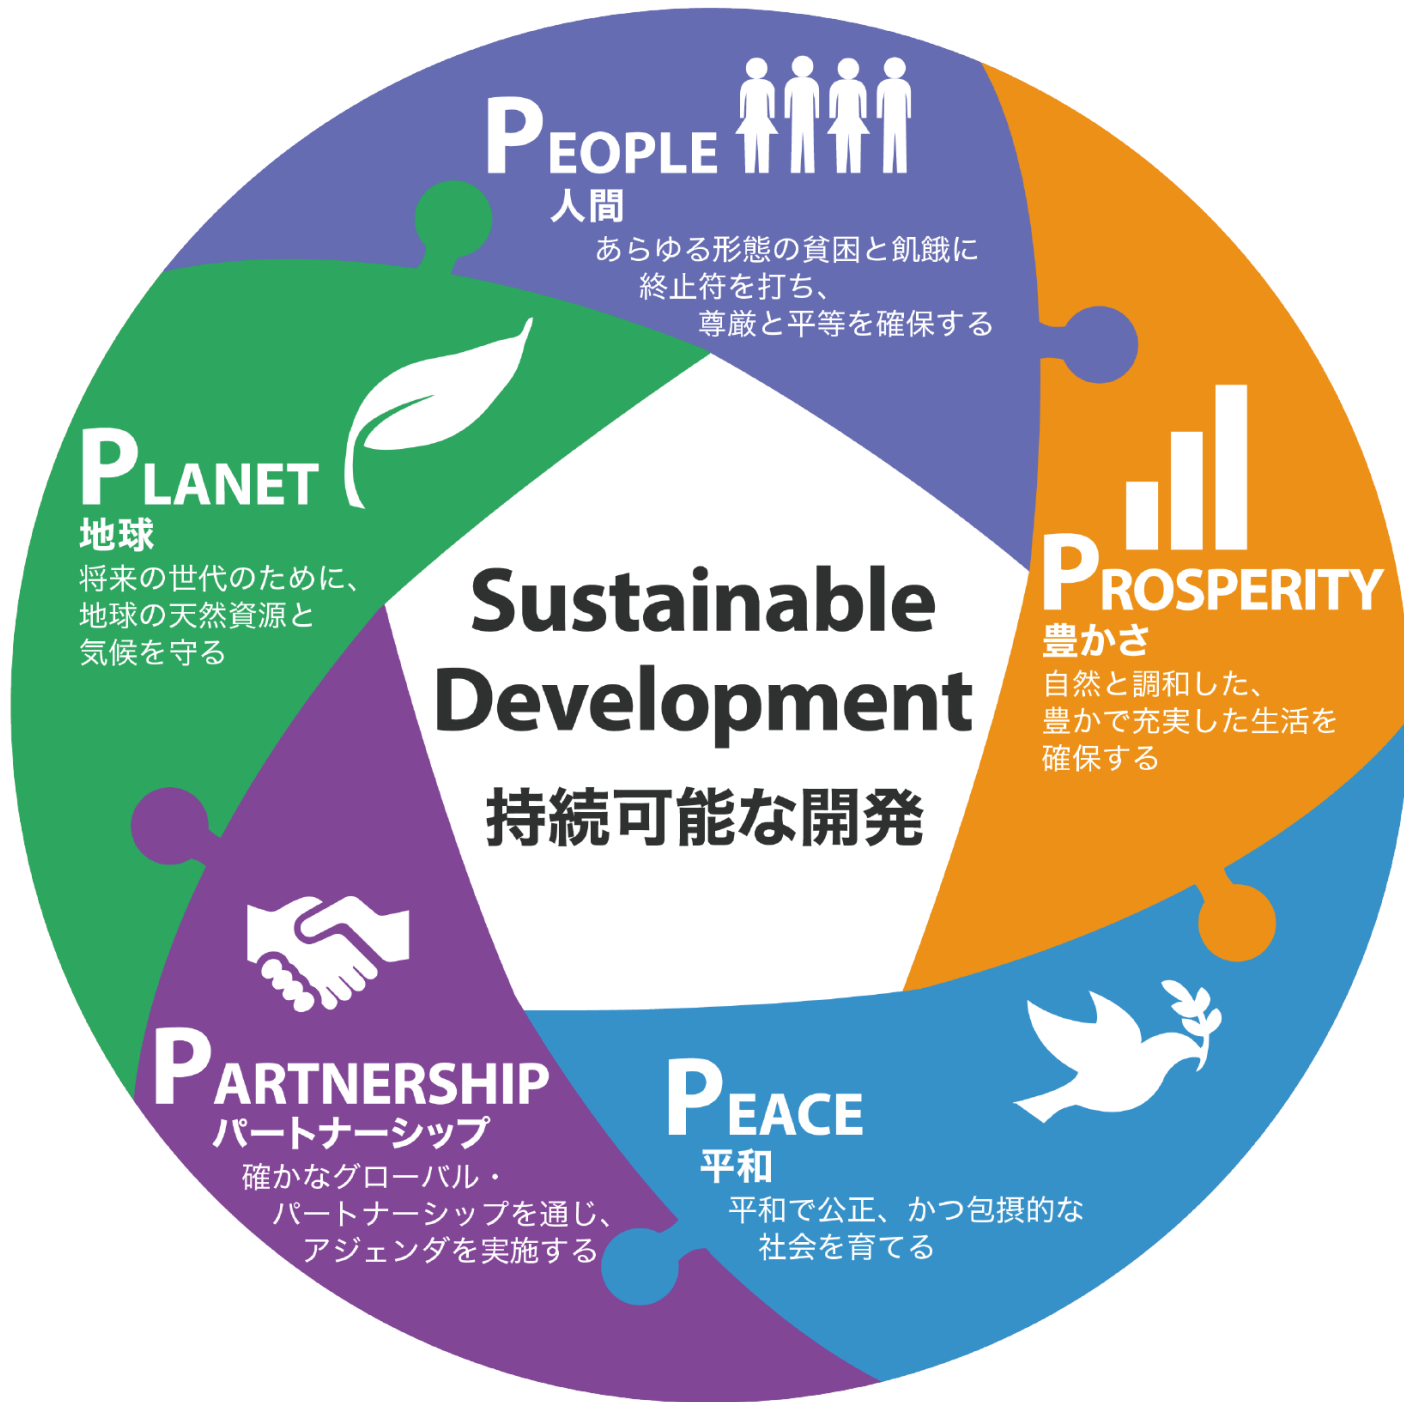 PEOPLE
人間
あらゆる形態の貧困と飢餓に
終止符を打ち、
尊厳と平等を確保する
PROSPERITY
豊かさ
自然と調和した、
豊かで充実した生活を
確保する
PEACE
平和
平和で公正、かつ包摂的な
社会を育てる
PARTNERSHIP
パートナーシップ
確かなグローバル・
パートナーシップを通じ、
アジェンダを実施する
PLANET
地球
将来の世代のために、
地球の天然資源と
気候を守る
Sustainable
Development
持続可能な開発